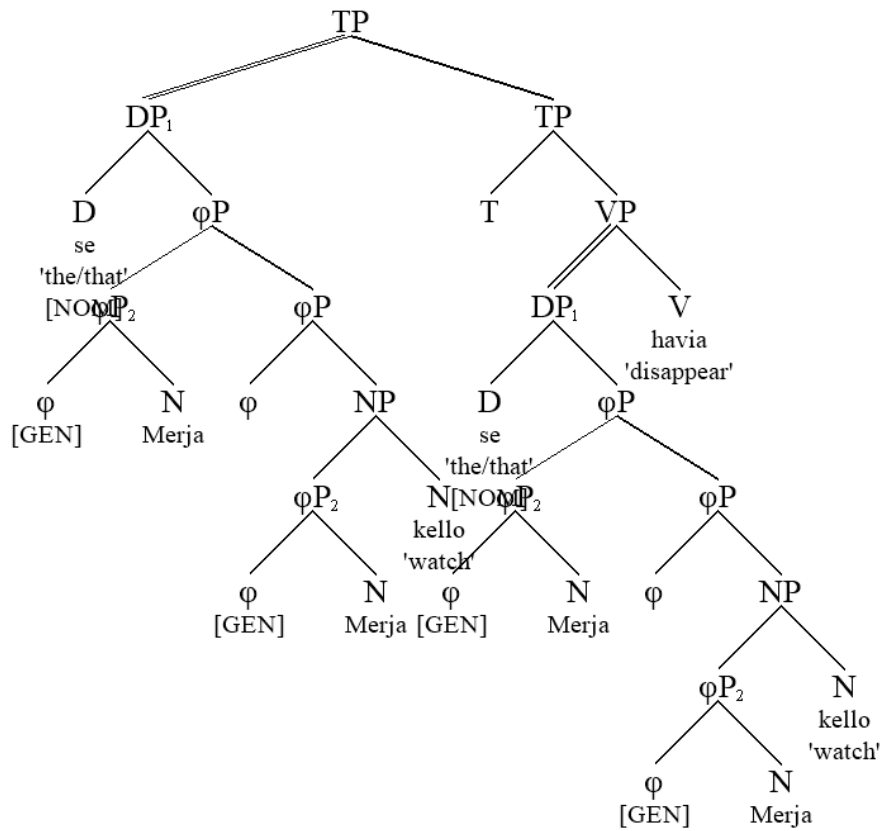 TP
DP₁ TP
D φP T VP
se
'the/that'
[NOM] φP₂ φP DP₁ V
havia
'disappear'
φ N φ NP D φP
[GEN] Merja se
'the/that'
φP₂ N [NOM] φP₂ φP
kello
'watch'
φ N φ N φ NP
[GEN] Merja [GEN] Merja
φP₂ N
kello
'watch'
φ N
[GEN] Merja